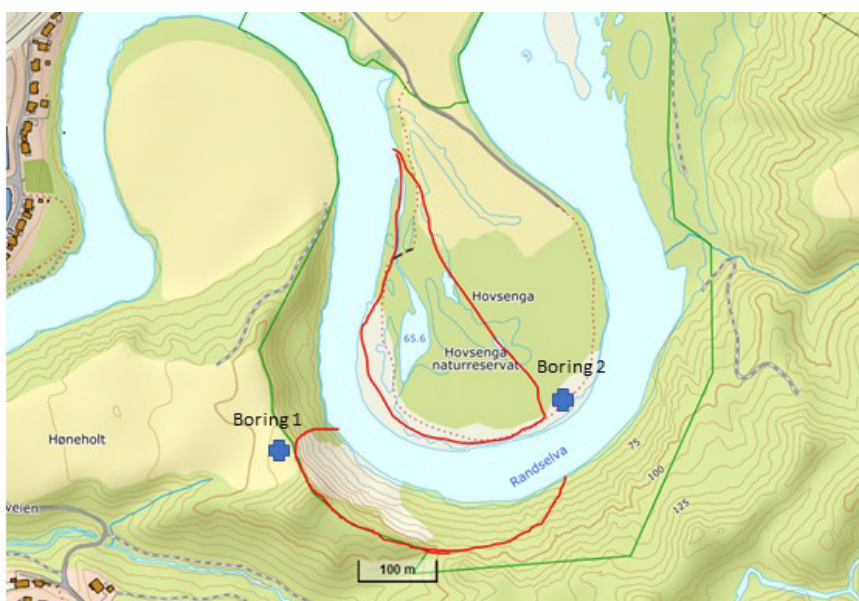 Hovsenga
65.6
Hovsenga
naturreservat
Boring 2
Boring 1
Høneholt
Randselva
75
100
125
veien
100 m